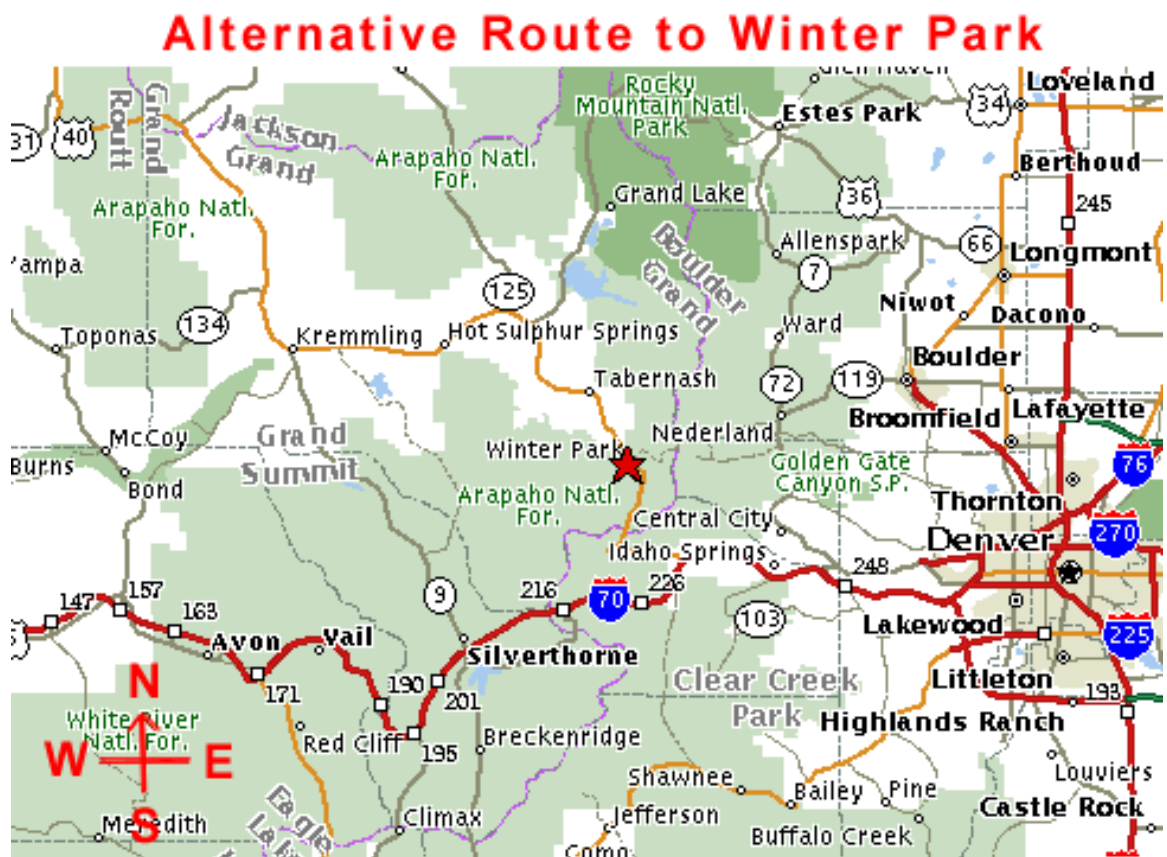 Alternative Route to Winter Park
Glen Haven
34
Loveland
Rocky
Mountain Natl.
Park
Estes Park
Grand
Routt
40
Jackson
Grand
Arapaho Natl.
For.
Berthoud
Grand Lake
36
245
Arapaho Natl.
For.
Boulder
Grand
Allenspark
66
Longmont
7
125
Niwot
Dacono
134
Toponas
Kremmling
Hot Sulphur Springs
Ward
Boulder
Tabernash
72
119
Broomfield
Lafayette
McCoy
Burns
Bond
Grand
Summit
Winter Park
Nederland
Golden Gate
Canyon S.P.
76
Arapaho Natl.
For.
Thornton
Central City
Denver
270
Idaho Springs
248
147
157
163
9
216
70
226
103
Lakewood
225
Avon
Vail
Silverthorne
Littleton
171
190
201
195
Clear Creek
Park
193
Highlands Ranch
N
W
E
S
White River
Natl. For.
Red Cliff
Breckenridge
Louviers
Shawnee
Bailey
Pine
Castle Rock
Meredith
Eagle
Climax
Jefferson
Buffalo Creek
Como